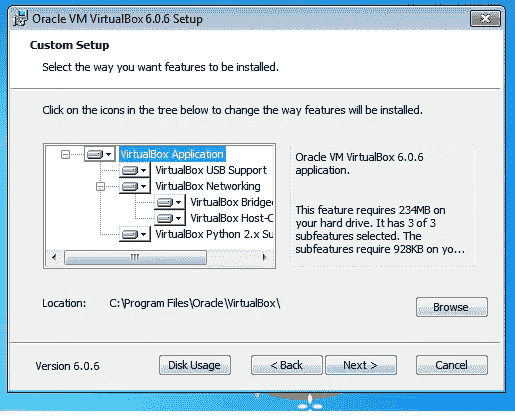 Oracle VM VirtualBox 6.0.6 Setup
Custom Setup
Select the way you want features to be installed.
Click on the icons in the tree below to change the way features will be installed.
VirtualBox Application
VirtualBox USB Support
VirtualBox Networking
VirtualBox Bridge
VirtualBox Host-C
VirtualBox Python 2.x Su
Oracle VM VirtualBox 6.0.6
application.
This feature requires 234MB on
your hard drive. It has 3 of 3
subfeatures selected. The
subfeatures require 928KB on yo...
Location: C:\Program Files\Oracle\VirtualBox\
Browse
Version 6.0.6
Disk Usage
< Back
Next >
Cancel